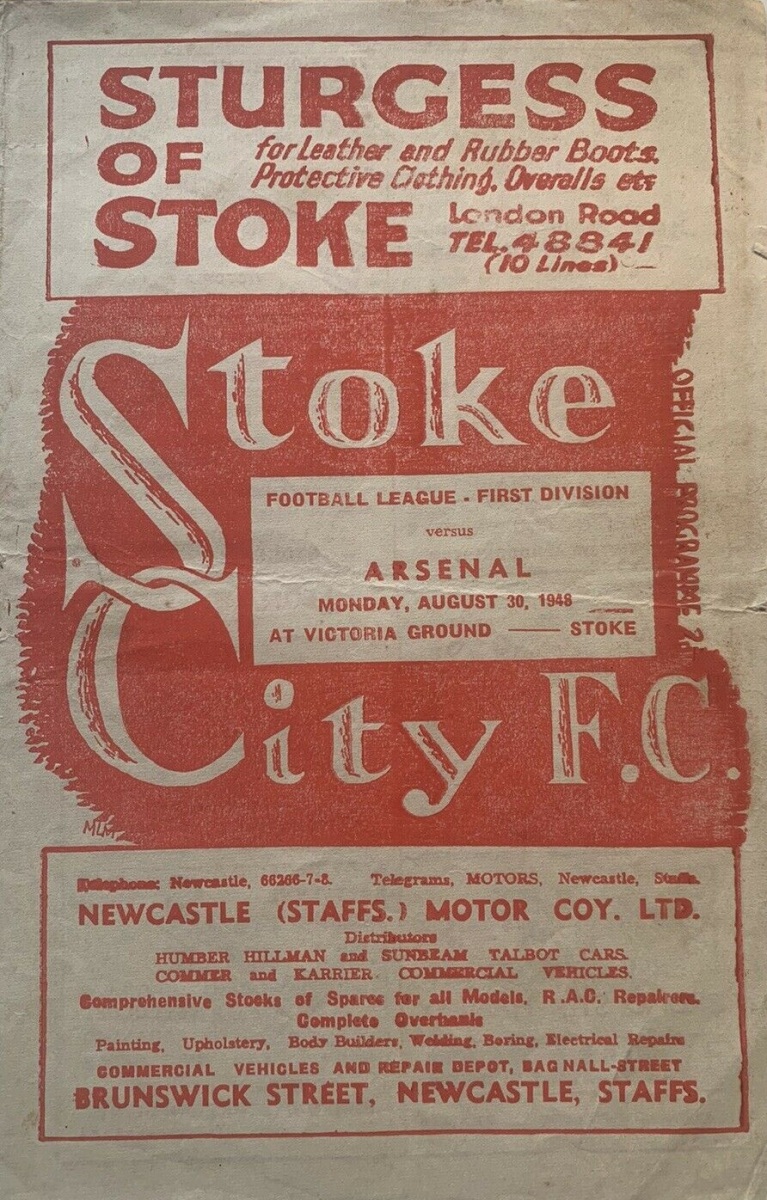 STURGESS
OF for Leather and Rubber Boots.
Protective Clothing, Overalls etc
STOKE London Road
TEL. 48841
(10 Lines)
Stoke
OFFICIAL PROGRAMME
FOOTBALL LEAGUE - FIRST DIVISION
versus
ARSENAL
MONDAY, AUGUST 30, 1948
AT VICTORIA GROUND — STOKE
City F.C.
MLM
Telephone: Newcastle, 66266-7-8. Telegrams, MOTORS, Newcastle, Staffs.
NEWCASTLE (STAFFS.) MOTOR COY. LTD.
Distributors
HUMBER HILLMAN and SUNBEAM TALBOT CARS.
COMMER and KARRIER COMMERCIAL VEHICLES.
Comprehensive Stocks of Spares for all Models, R.A.C. Repairers.
Complete Overhauls
Painting, Upholstery, Body Builders, Welding, Boring, Electrical Repairs
COMMERCIAL VEHICLES AND REPAIR DEPOT, BAGNALL-STREET
BRUNSWICK STREET, NEWCASTLE, STAFFS.